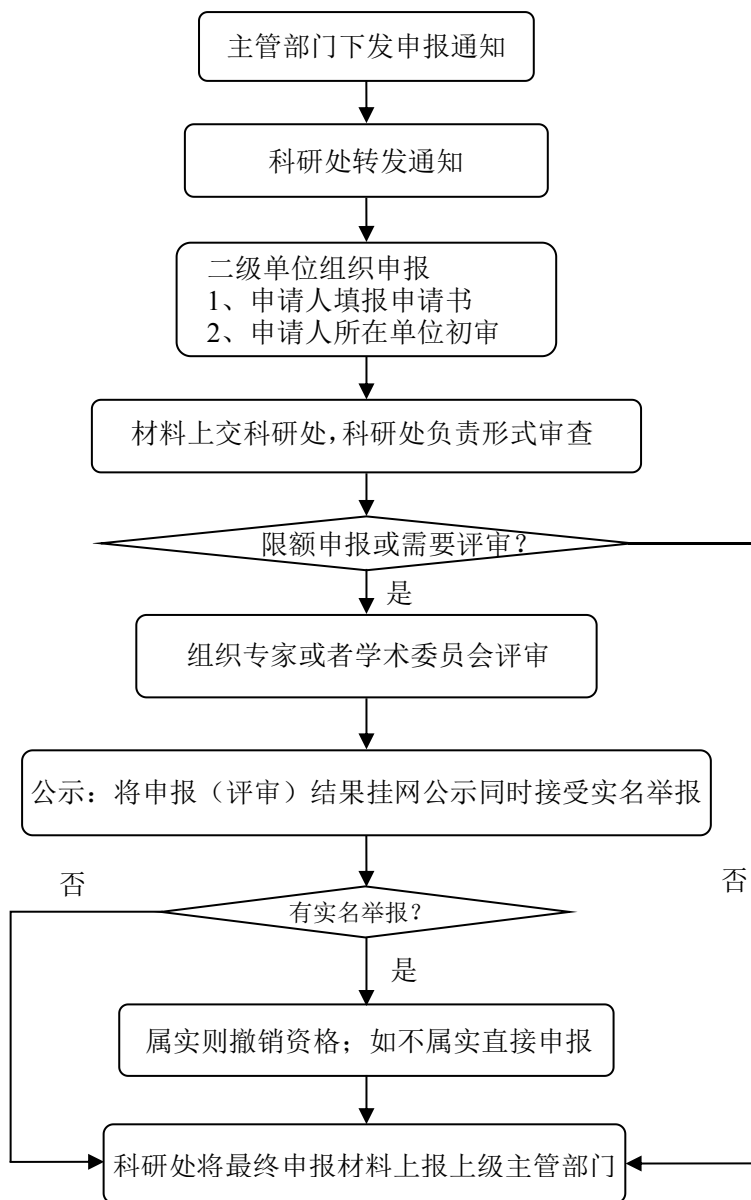 主管部门下发申报通知
科研处转发通知
二级单位组织申报
1、申请人填报申请书
2、申请人所在单位初审
材料上交科研处,科研处负责形式审查
限额申报或需要评审?
是
组织专家或者学术委员会评审
公示：将申报（评审）结果挂网公示同时接受实名举报
否
否
有实名举报?
是
属实则撤销资格；如不属实直接申报
科研处将最终申报材料上报上级主管部门